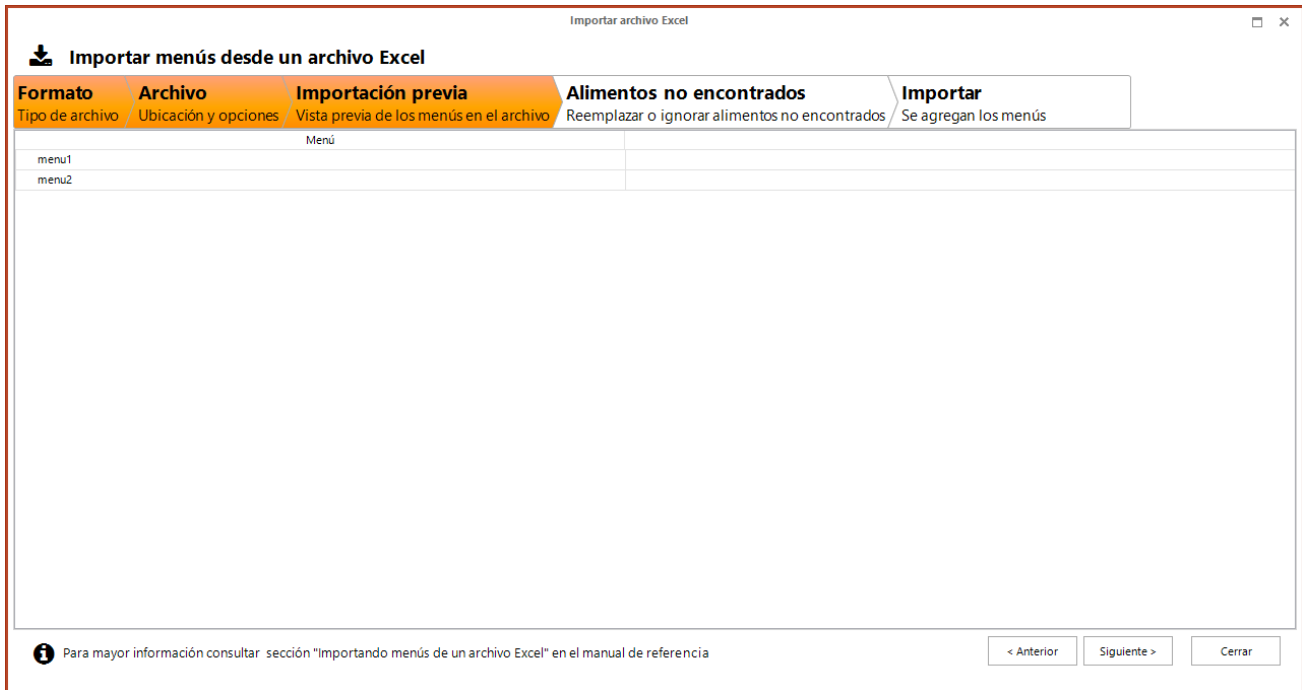 Importar archivo Excel
Importar menús desde un archivo Excel
Formato
Tipo de archivo
Archivo
Ubicación y opciones
Importación previa
Vista previa de los menús en el archivo
Alimentos no encontrados
Reemplazar o ignorar alimentos no encontrados
Importar
Se agregan los menús
Menú
menu1
menu2
Para mayor información consultar sección "Importando menús de un archivo Excel" en el manual de referencia
< Anterior
Siguiente >
Cerrar